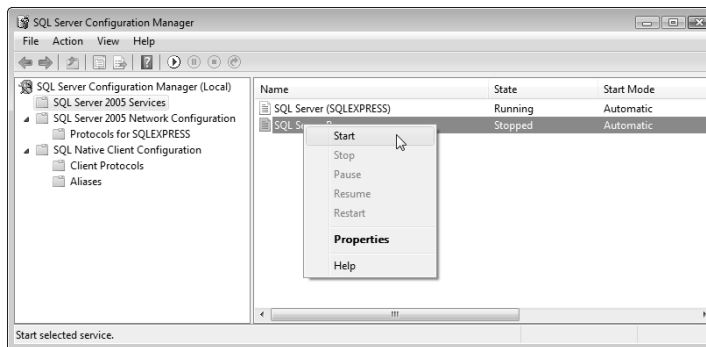 SQL Server Configuration Manager
File Action View Help
SQL Server Configuration Manager (Local)
SQL Server 2005 Services
SQL Server 2005 Network Configuration
Protocols for SQLEXPRESS
SQL Native Client Configuration
Client Protocols
Aliases
Name State Start Mode
SQL Server (SQLEXPRESS) Running Automatic
SQL Stopped Automatic
Start
Stop
Pause
Resume
Restart
Properties
Help
Start selected service.